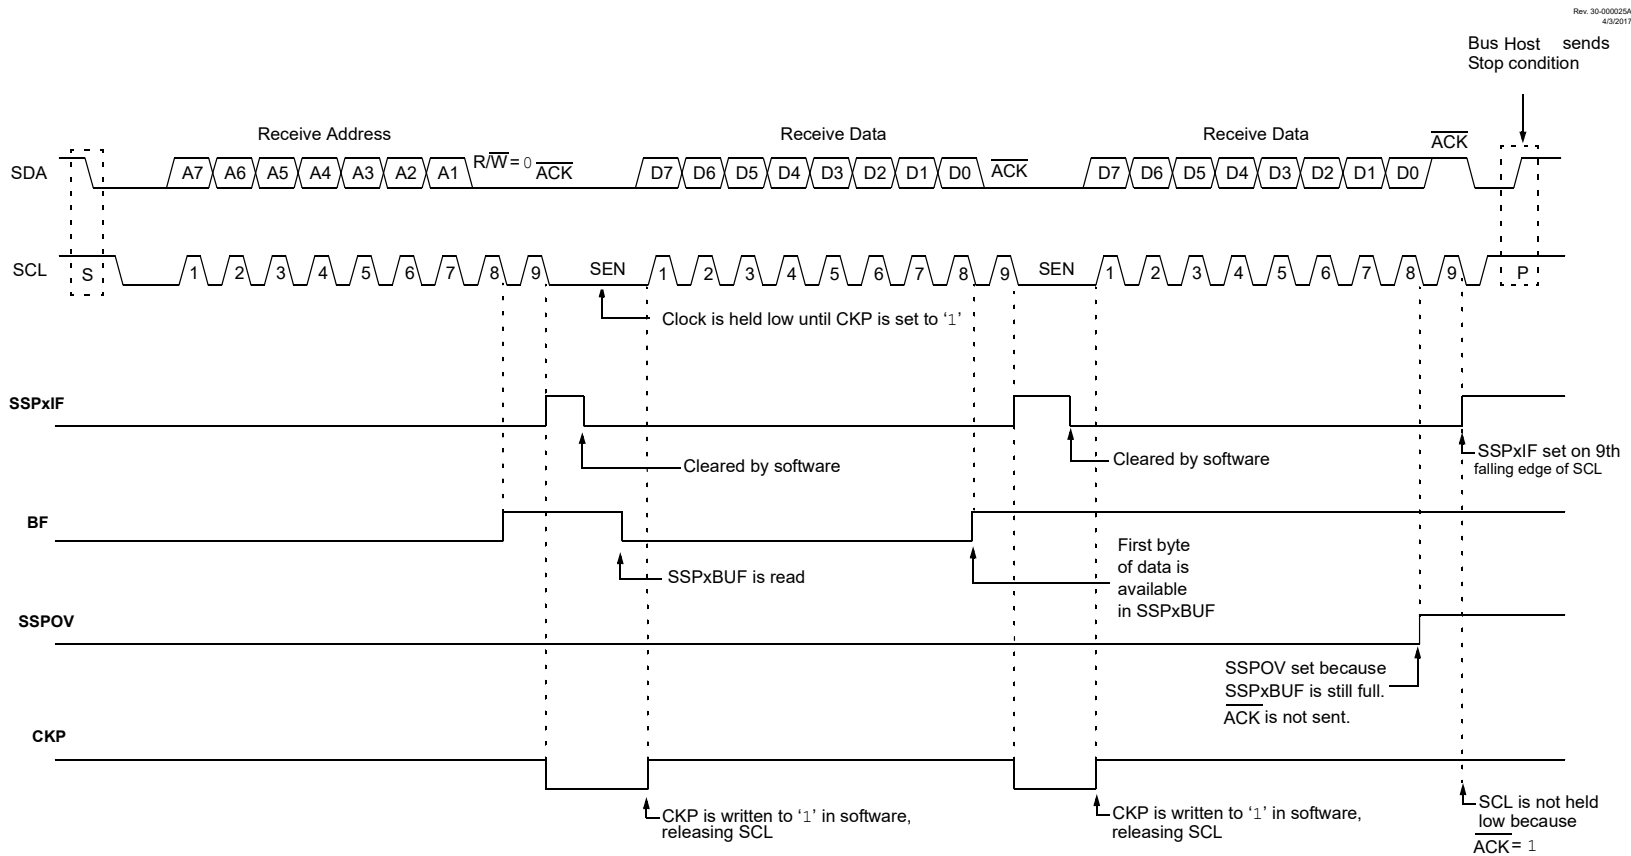 Rev. 30-000025A
4/3/2017
Bus Host sends
Stop condition
Receive Address
Receive Data
Receive Data
ACK
SDA
A7 A6 A5 A4 A3 A2 A1 R/W = 0 ACK D7 D6 D5 D4 D3 D2 D1 D0 ACK D7 D6 D5 D4 D3 D2 D1 D0
SCL S 1 2 3 4 5 6 7 8 9 SEN 1 2 3 4 5 6 7 8 9 SEN 1 2 3 4 5 6 7 8 9 P
Clock is held low until CKP is set to ‘1’
SSPxIF
Cleared by software
Cleared by software
SSPxIF set on 9th
falling edge of SCL
BF
SSPxBUF is read
First byte
of data is
available
in SSPxBUF
SSPOV
SSPOV set because
SSPxBUF is still full.
ACK is not sent.
CKP
CKP is written to ‘1’ in software,
releasing SCL
CKP is written to ‘1’ in software,
releasing SCL
SCL is not held
low because
ACK = 1